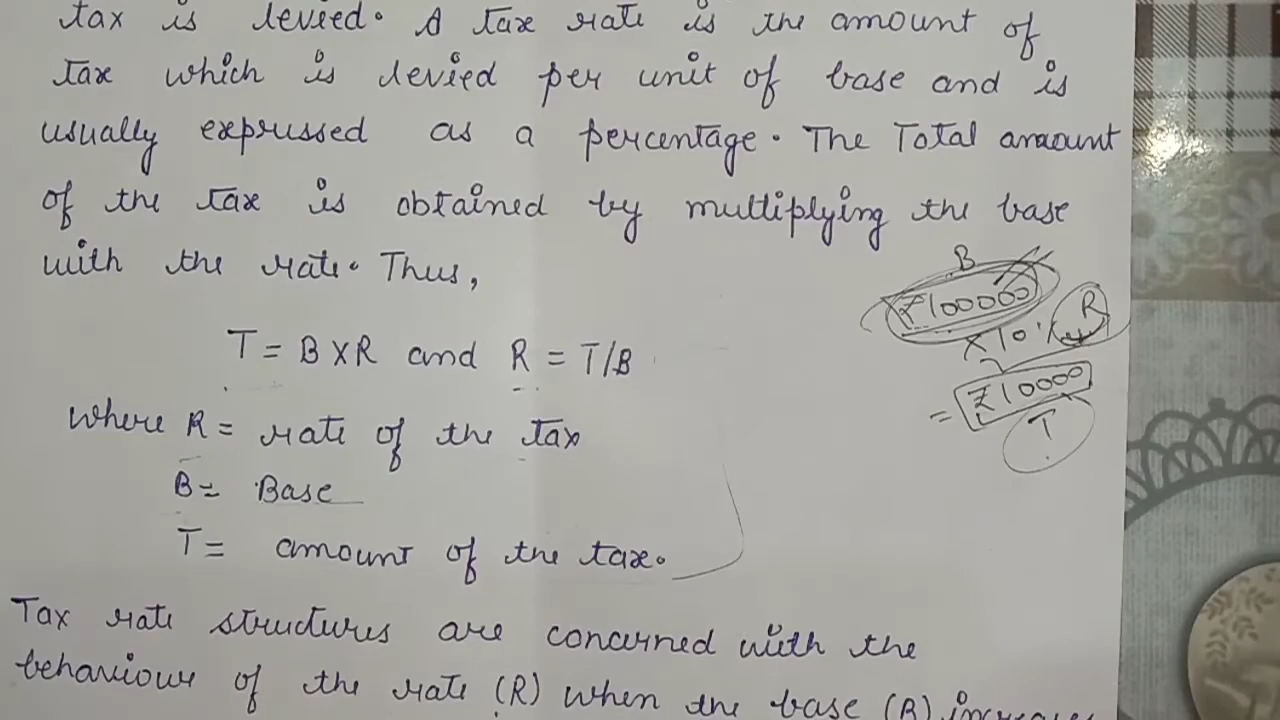 tax is levied. A tax rate is the amount of
tax which is levied per unit of base and is
usually expressed as a percentage. The Total amount
of the tax is obtained by multiplying the base
with the rate. Thus,
B
₹100000
×10% R
= ₹10000
T
T = B X R and R = T/B
where R = rate of the tax
B = Base
T = amount of the tax.
Tax rate structures are concerned with the
behaviour of the rate (R) when the base (B) increases